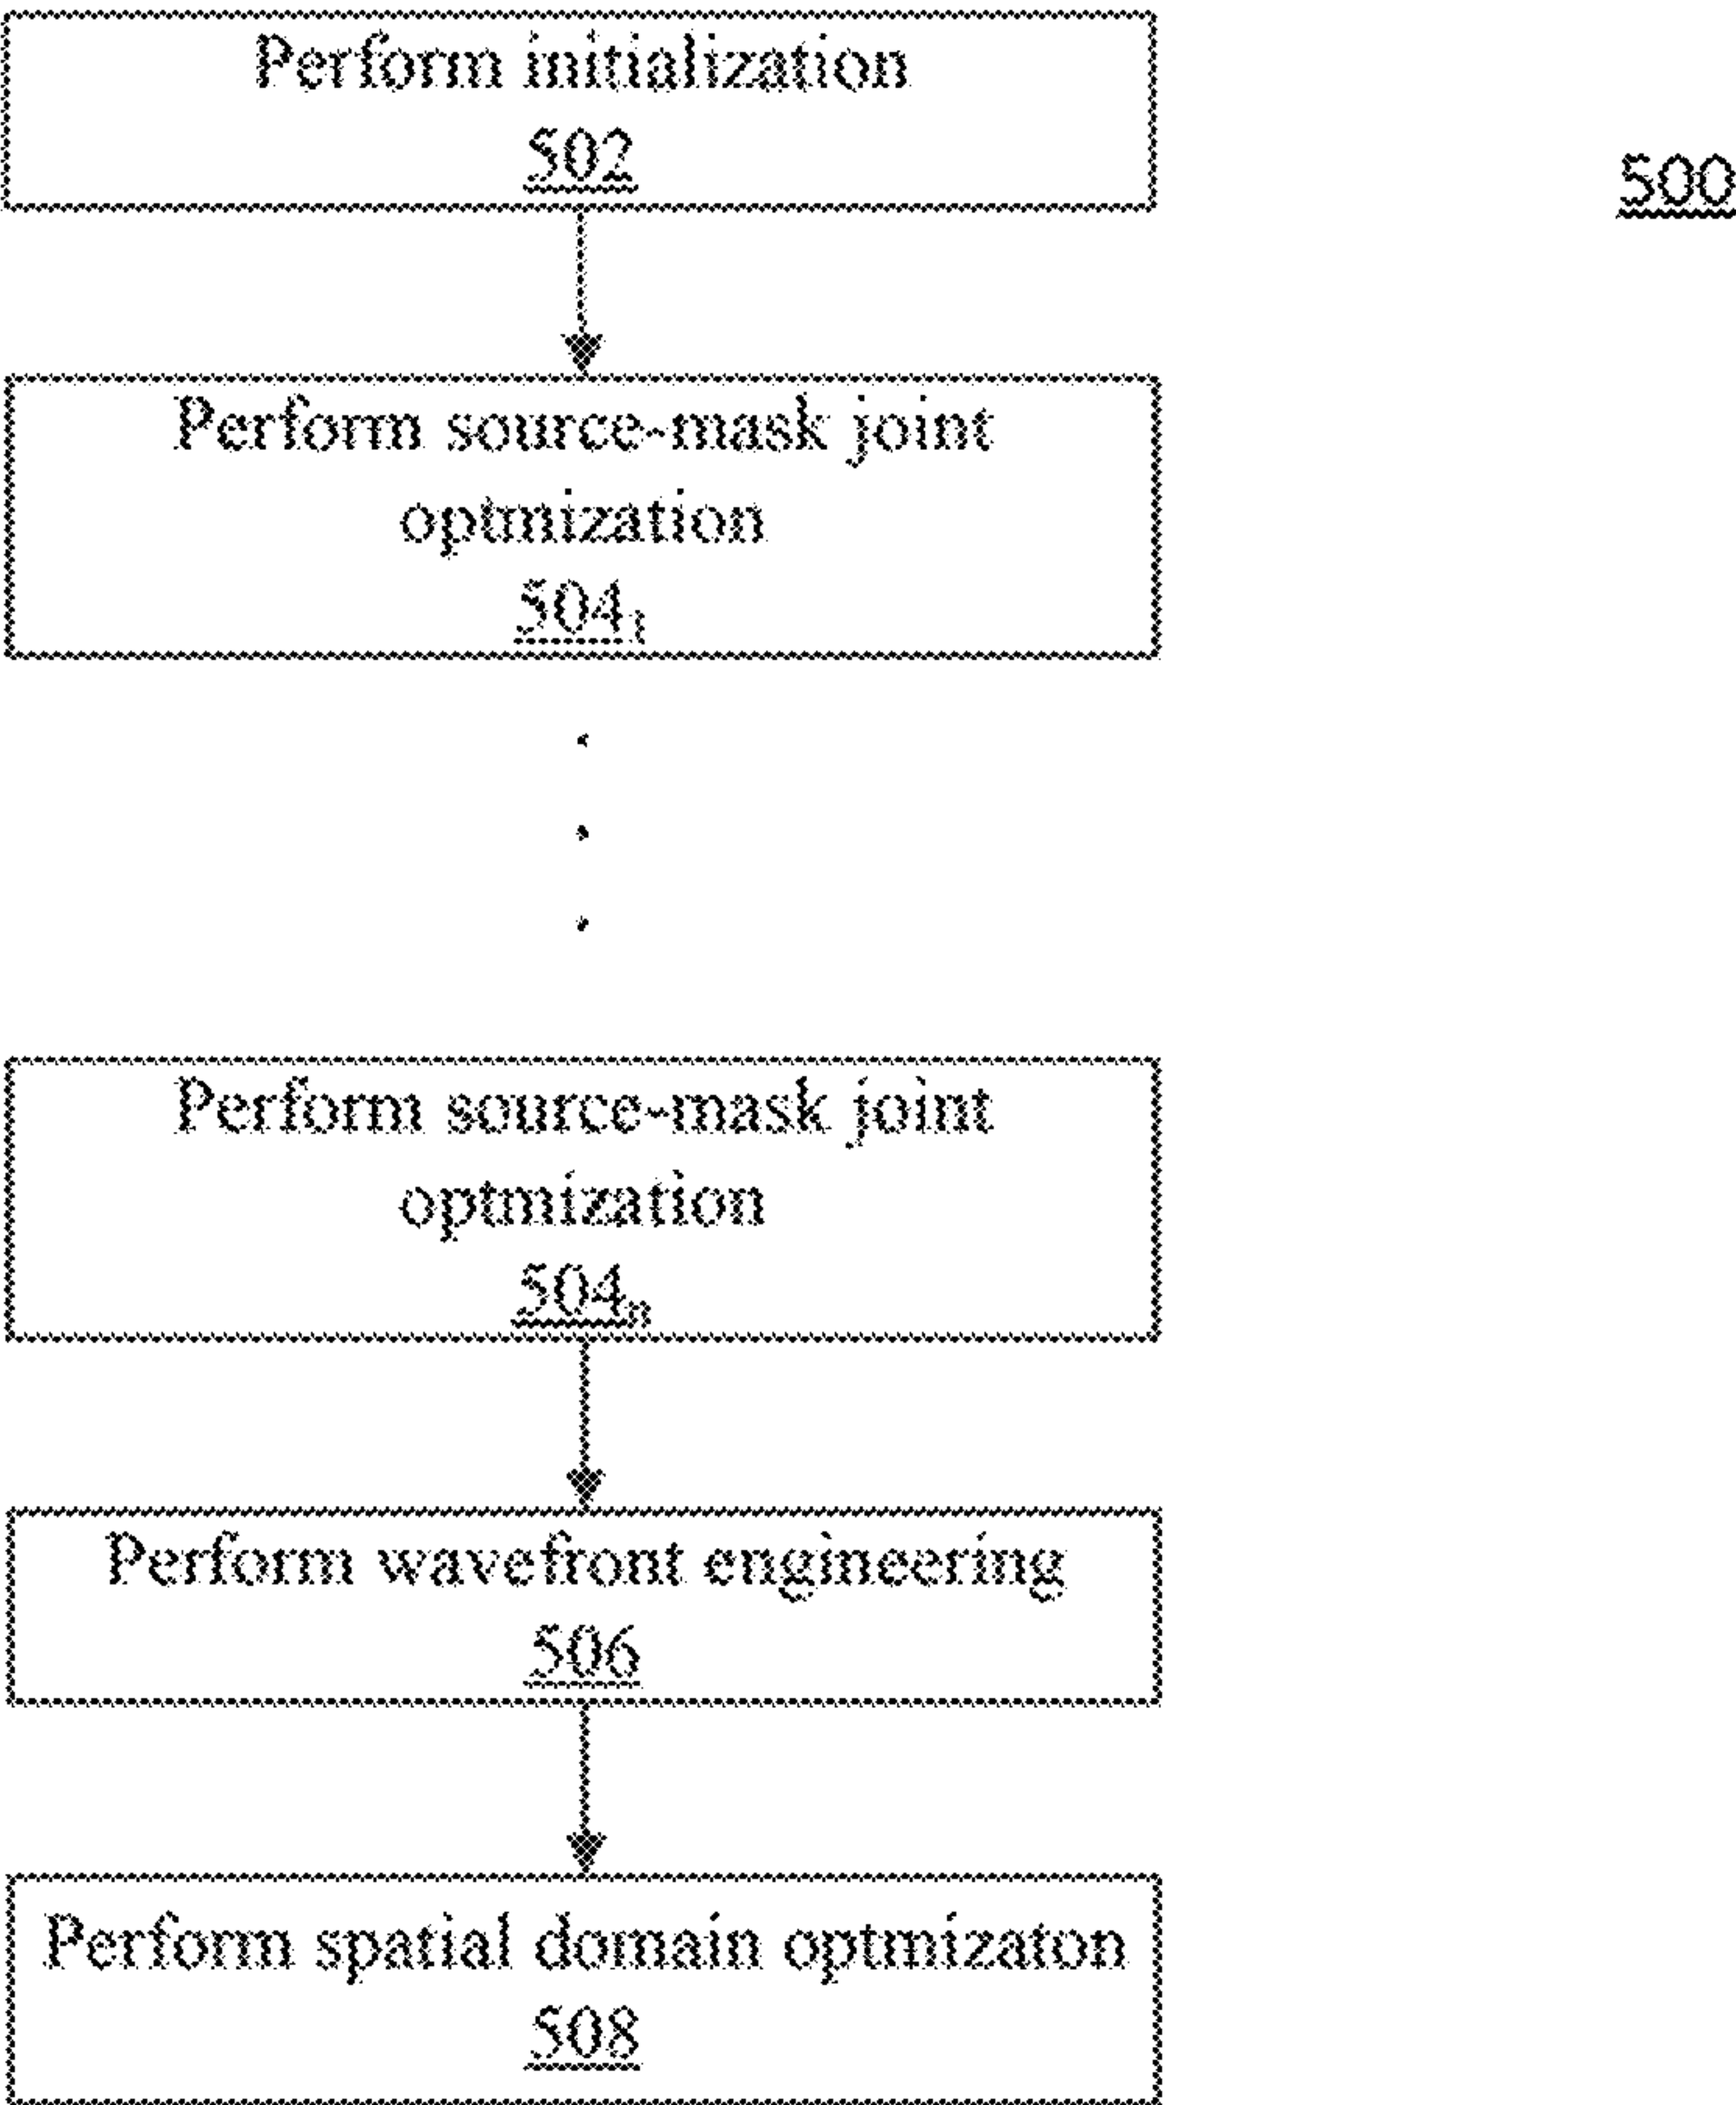 Perform initialization
502
500
Perform source-mask joint
optmization
504₁
.
.
.
Perform source-mask joint
optmization
504ₙ
Perform wavefront engineering
506
Perform spatial domain optmizaton
508